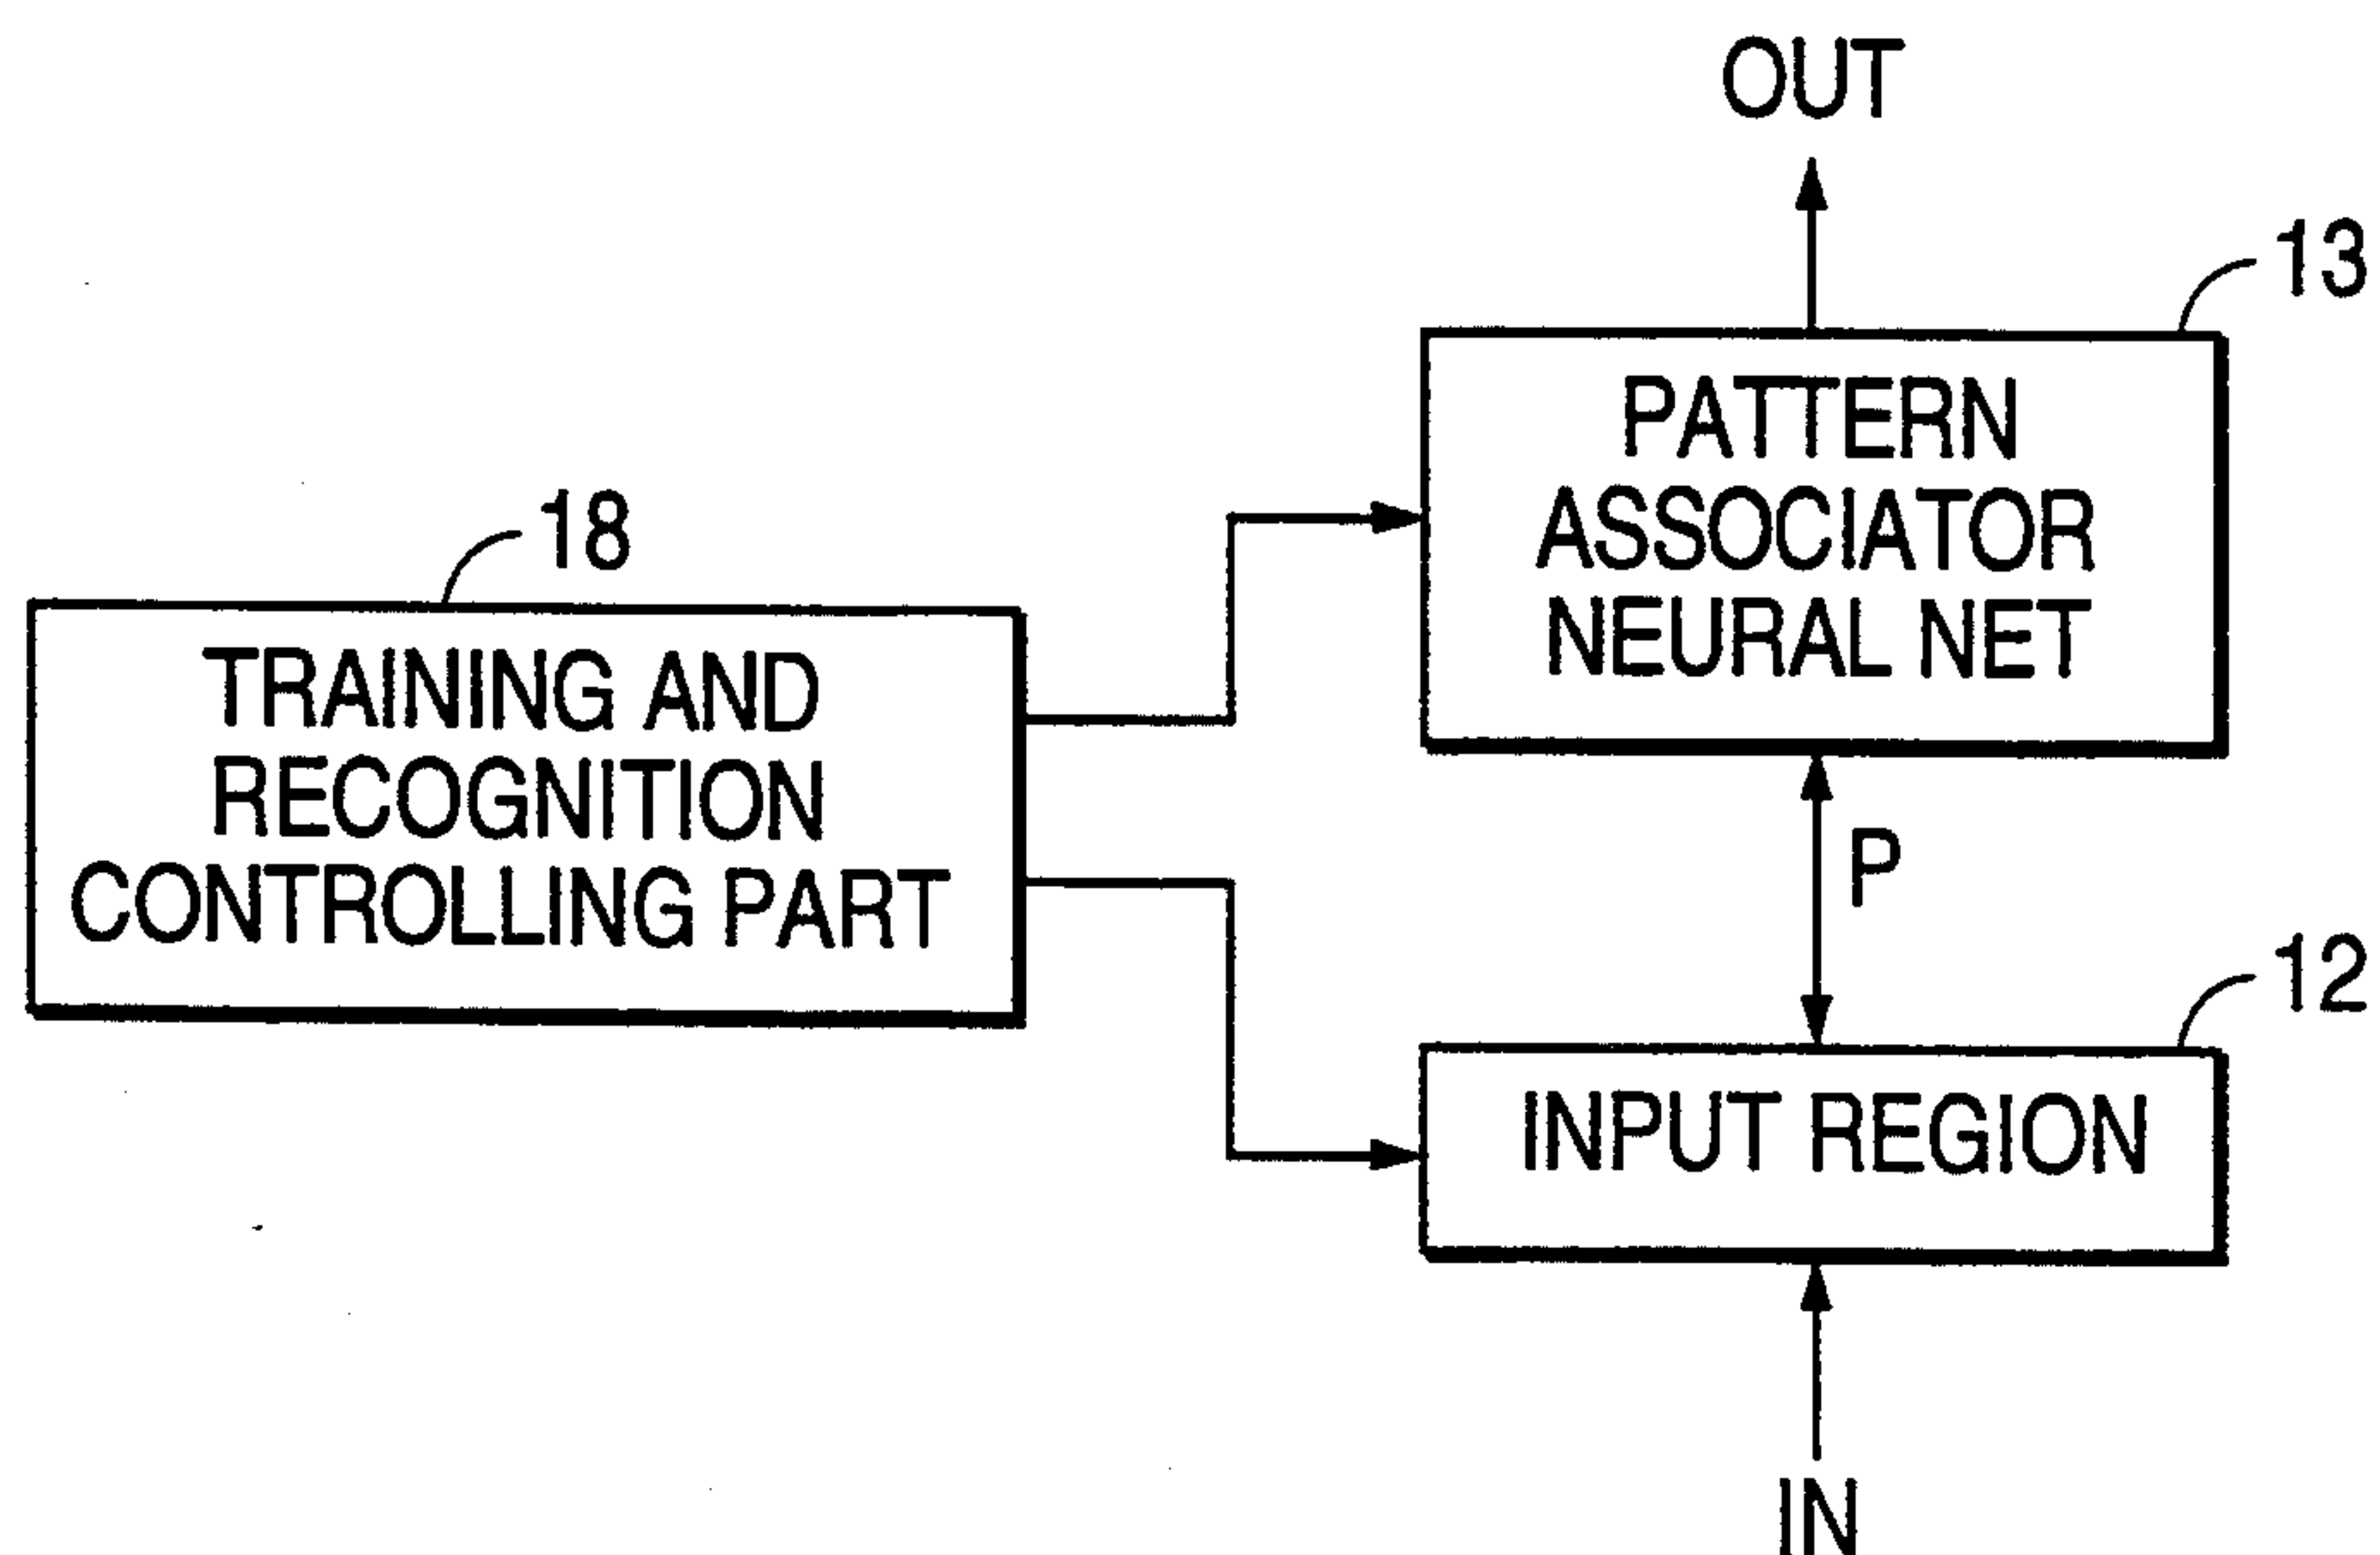 OUT
13
PATTERN
ASSOCIATOR
NEURAL NET
18
TRAINING AND
RECOGNITION
CONTROLLING PART
P
12
INPUT REGION
IN